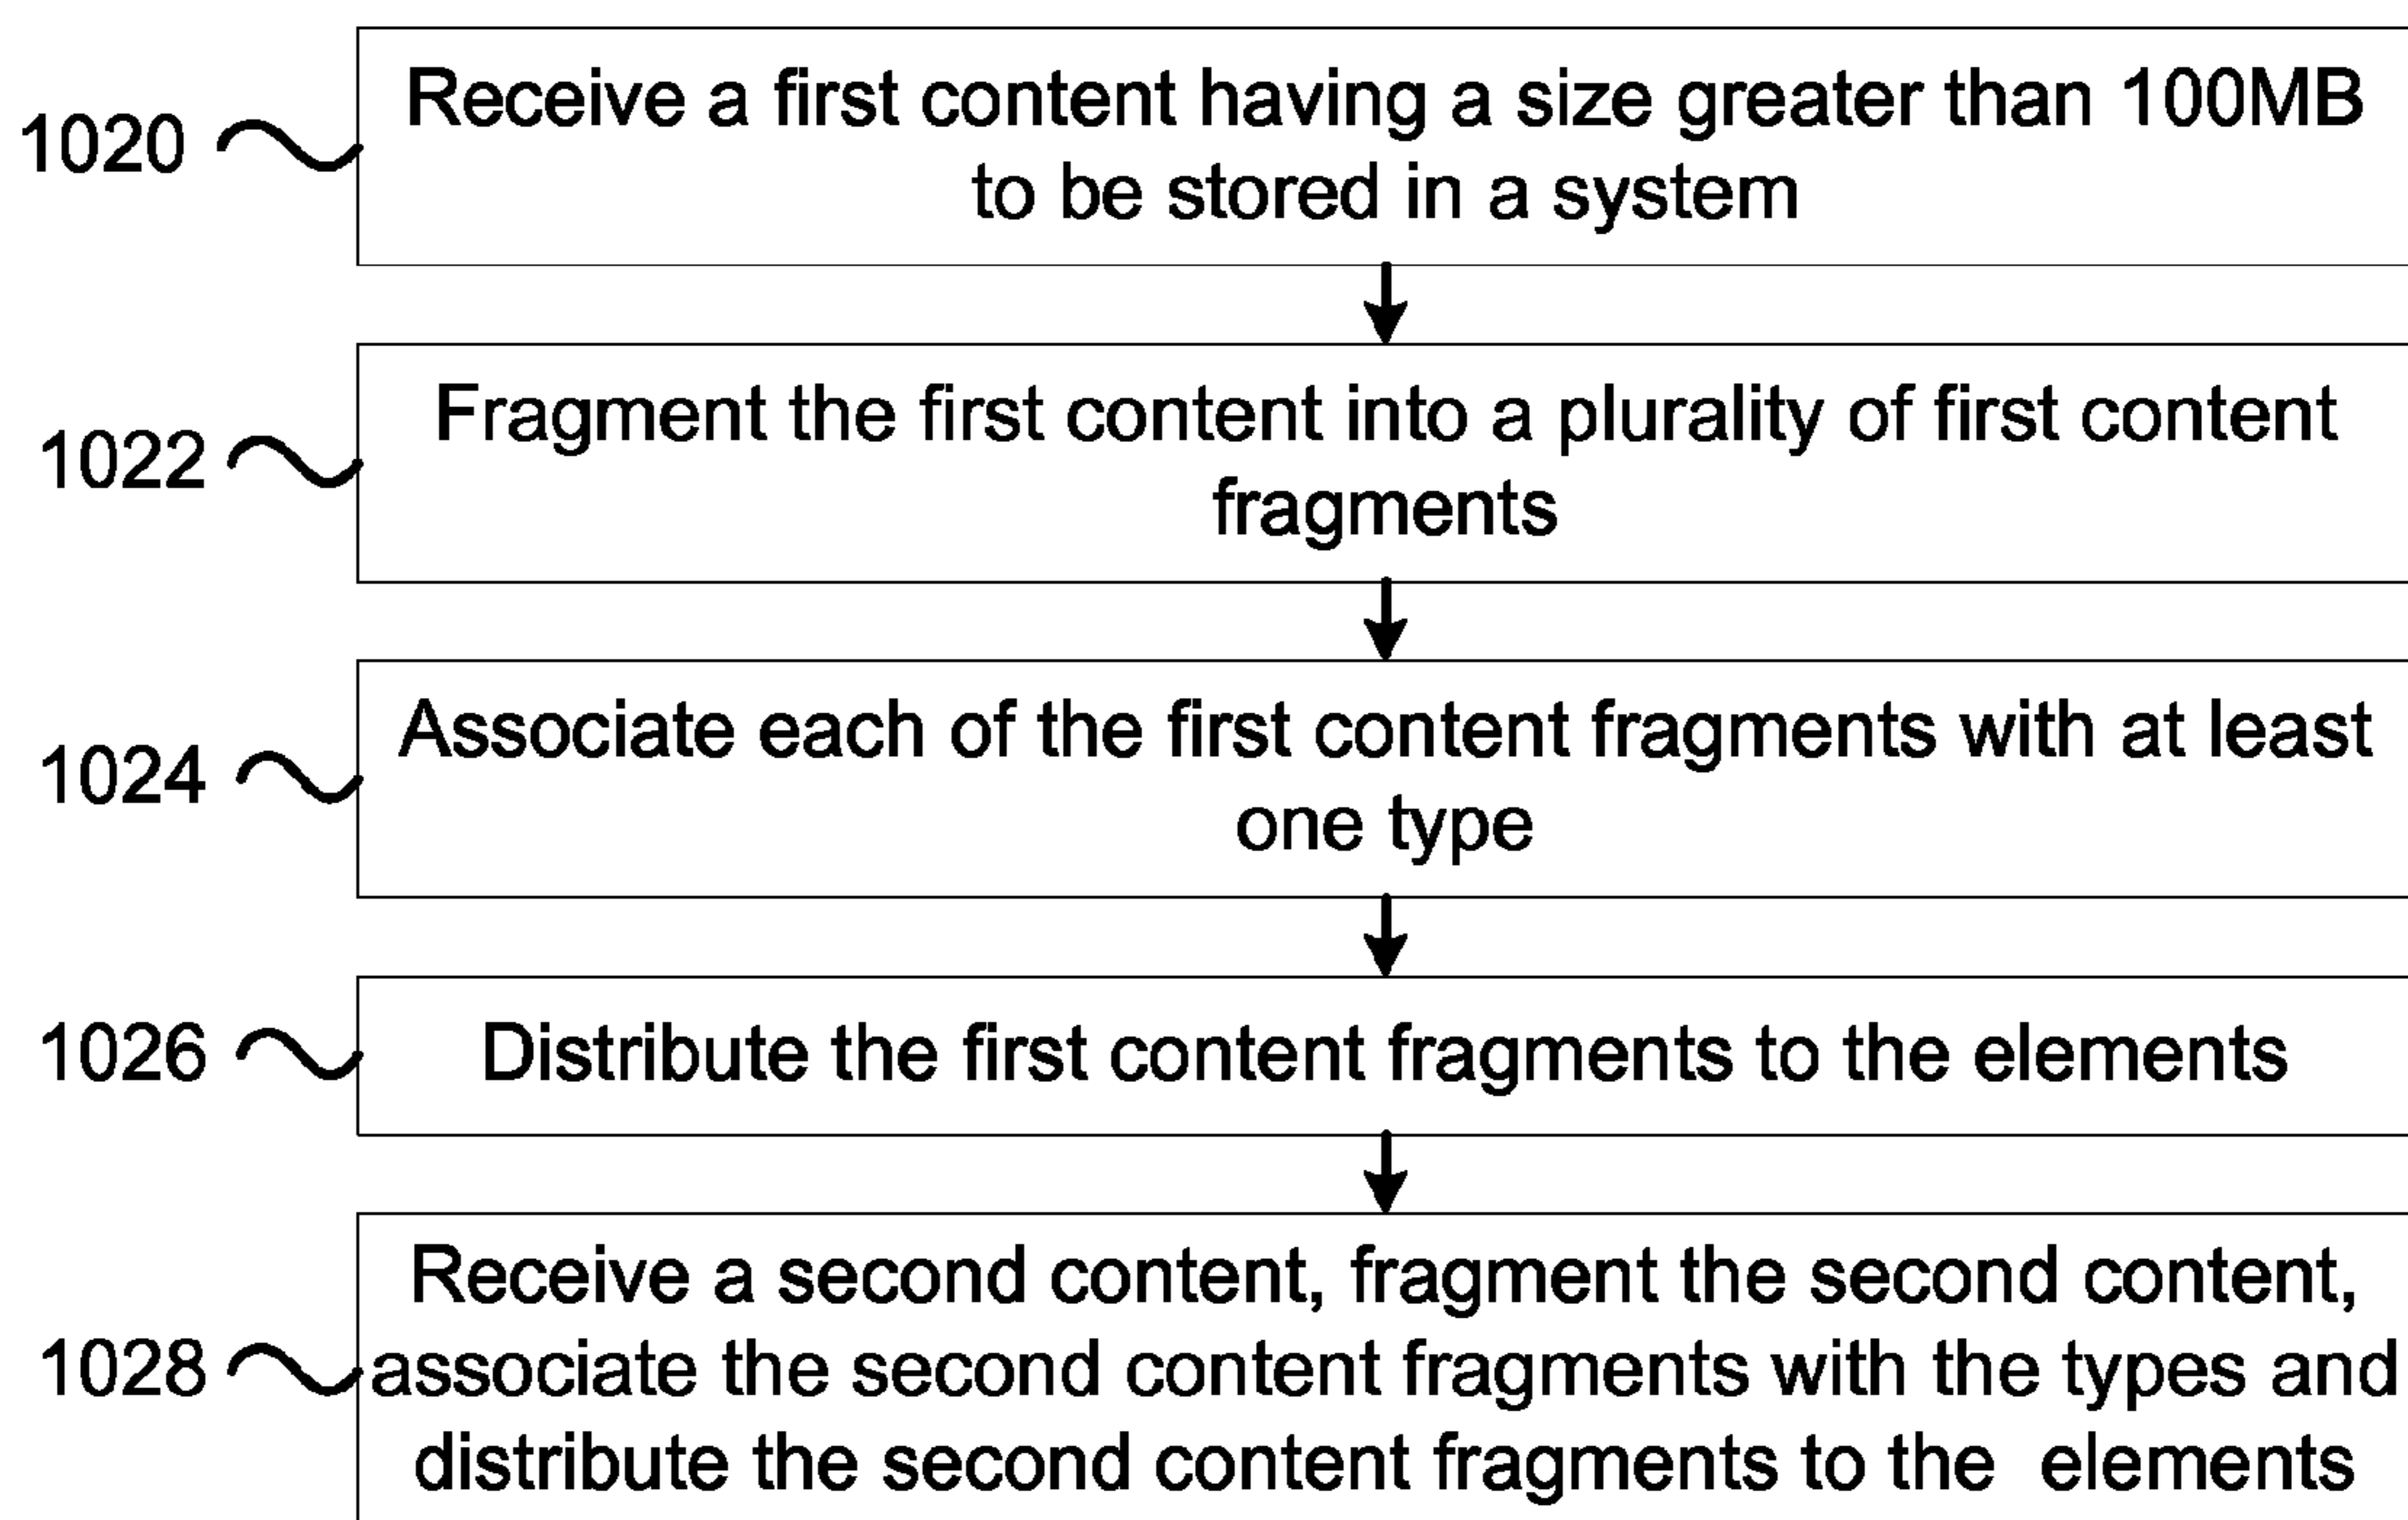 1020
Receive a first content having a size greater than 100MB
to be stored in a system
1022
Fragment the first content into a plurality of first content
fragments
1024
Associate each of the first content fragments with at least
one type
1026
Distribute the first content fragments to the elements
1028
Receive a second content, fragment the second content,
associate the second content fragments with the types and
distribute the second content fragments to the elements